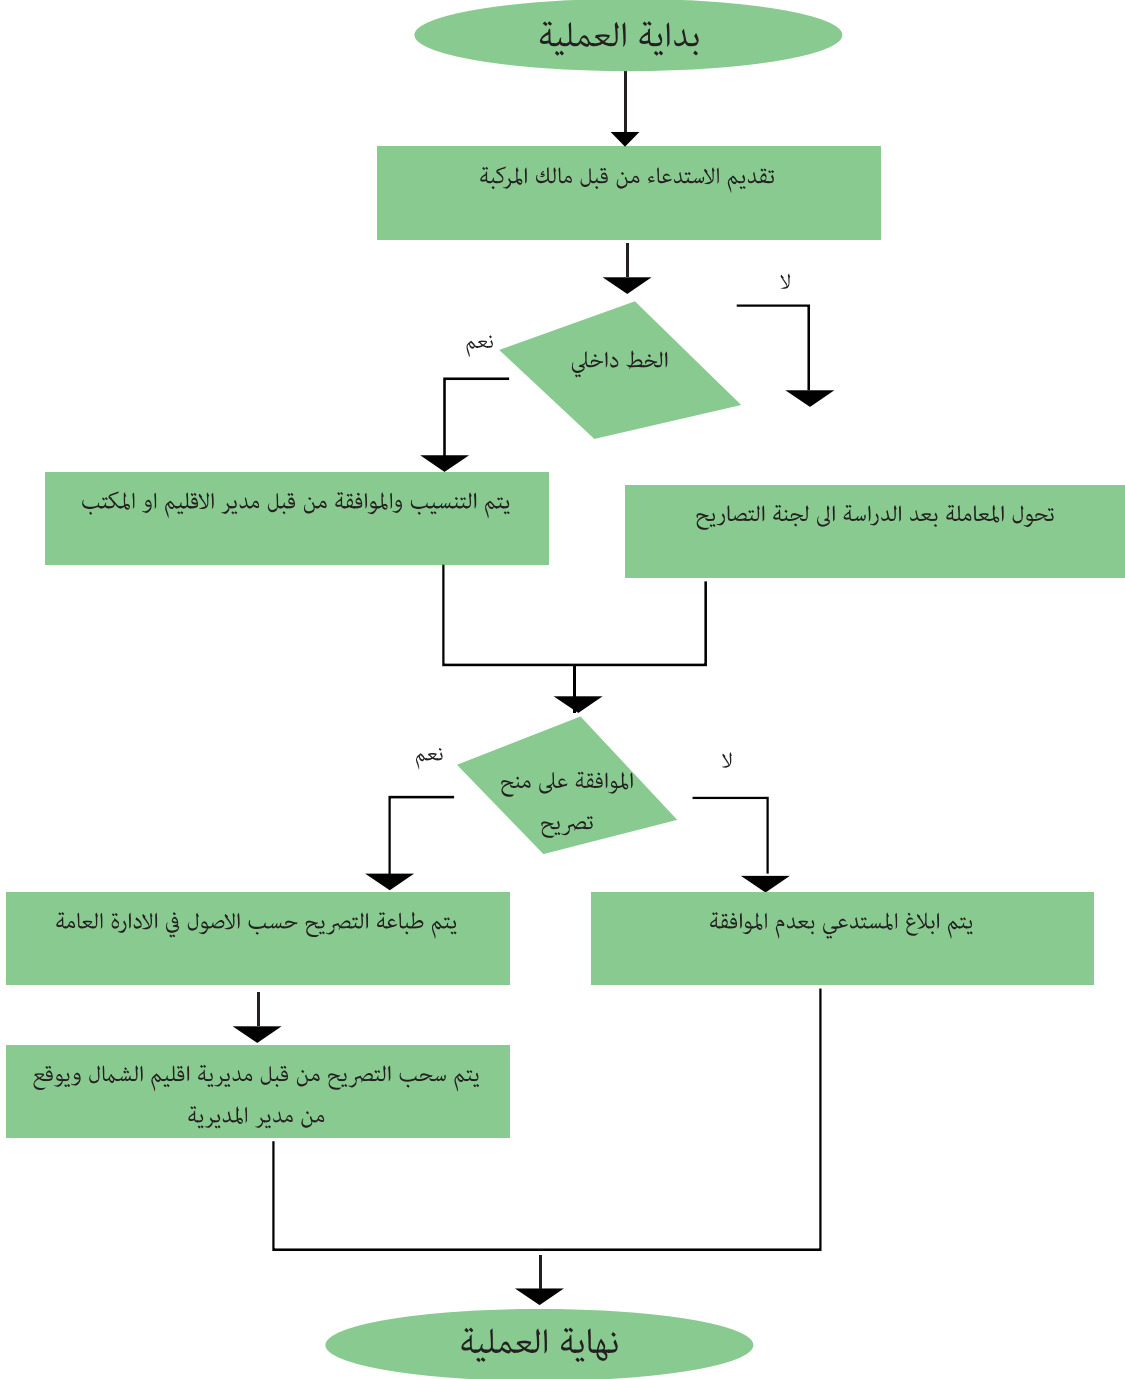 بداية العملية
تقديم الاستدعاء من قبل مالك المركبة
لا
نعم
الخط داخلي
يتم التنسيب والموافقة من قبل مدير الاقليم او المكتب
تحول المعاملة بعد الدراسة الى لجنة التصاريح
نعم
لا
الموافقة على منح
تصريح
يتم طباعة التصريح حسب الاصول في الادارة العامة
يتم ابلاغ المستدعي بعدم الموافقة
يتم سحب التصريح من قبل مديرية اقليم الشمال ويوقع
من مدير المديرية
نهاية العملية